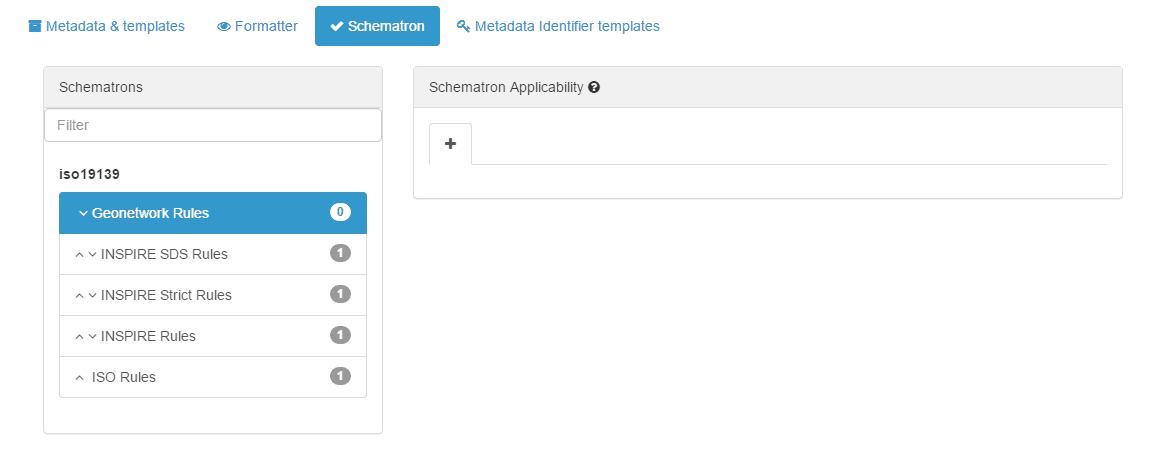 Metadata & templates Formatter Schematron Metadata Identifier templates
Schematrons
Filter
iso19139
Geonetwork Rules 0
INSPIRE SDS Rules 1
INSPIRE Strict Rules 1
INSPIRE Rules 1
ISO Rules 1
Schematron Applicability ?
+